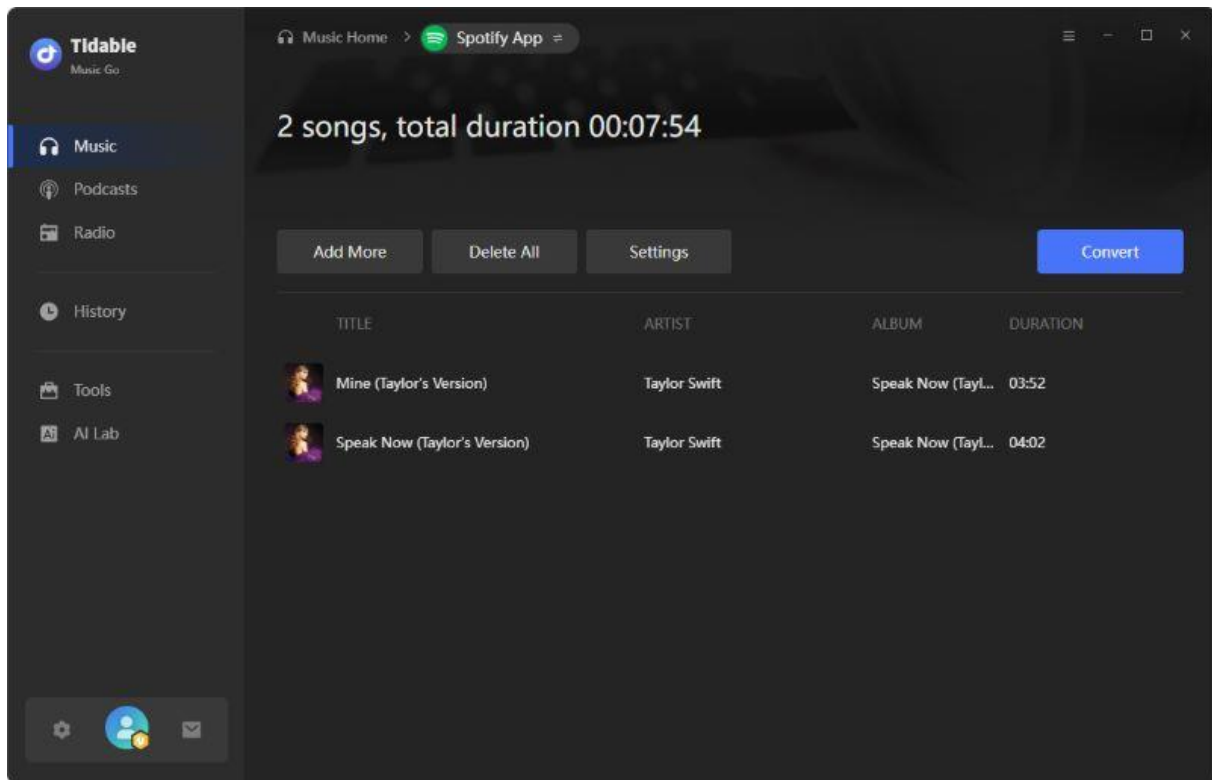 Tidable
Music Go
Music
Podcasts
Radio
History
Tools
AI Lab
Music Home > Spotify App
2 songs, total duration 00:07:54
Add More Delete All Settings Convert
TITLE ARTIST ALBUM DURATION
Mine (Taylor's Version) Taylor Swift Speak Now (Tayl... 03:52
Speak Now (Taylor's Version) Taylor Swift Speak Now (Tayl... 04:02